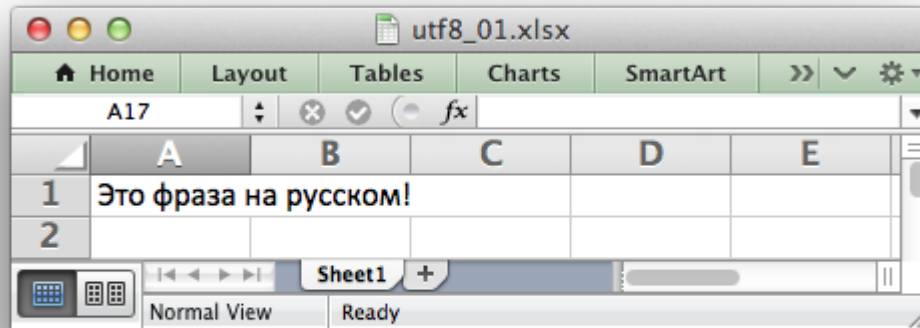 utf8_01.xlsx
Home Layout Tables Charts SmartArt
A17 fx
A B C D E
1 Это фраза на русском!
2
Sheet1 +
Normal View Ready